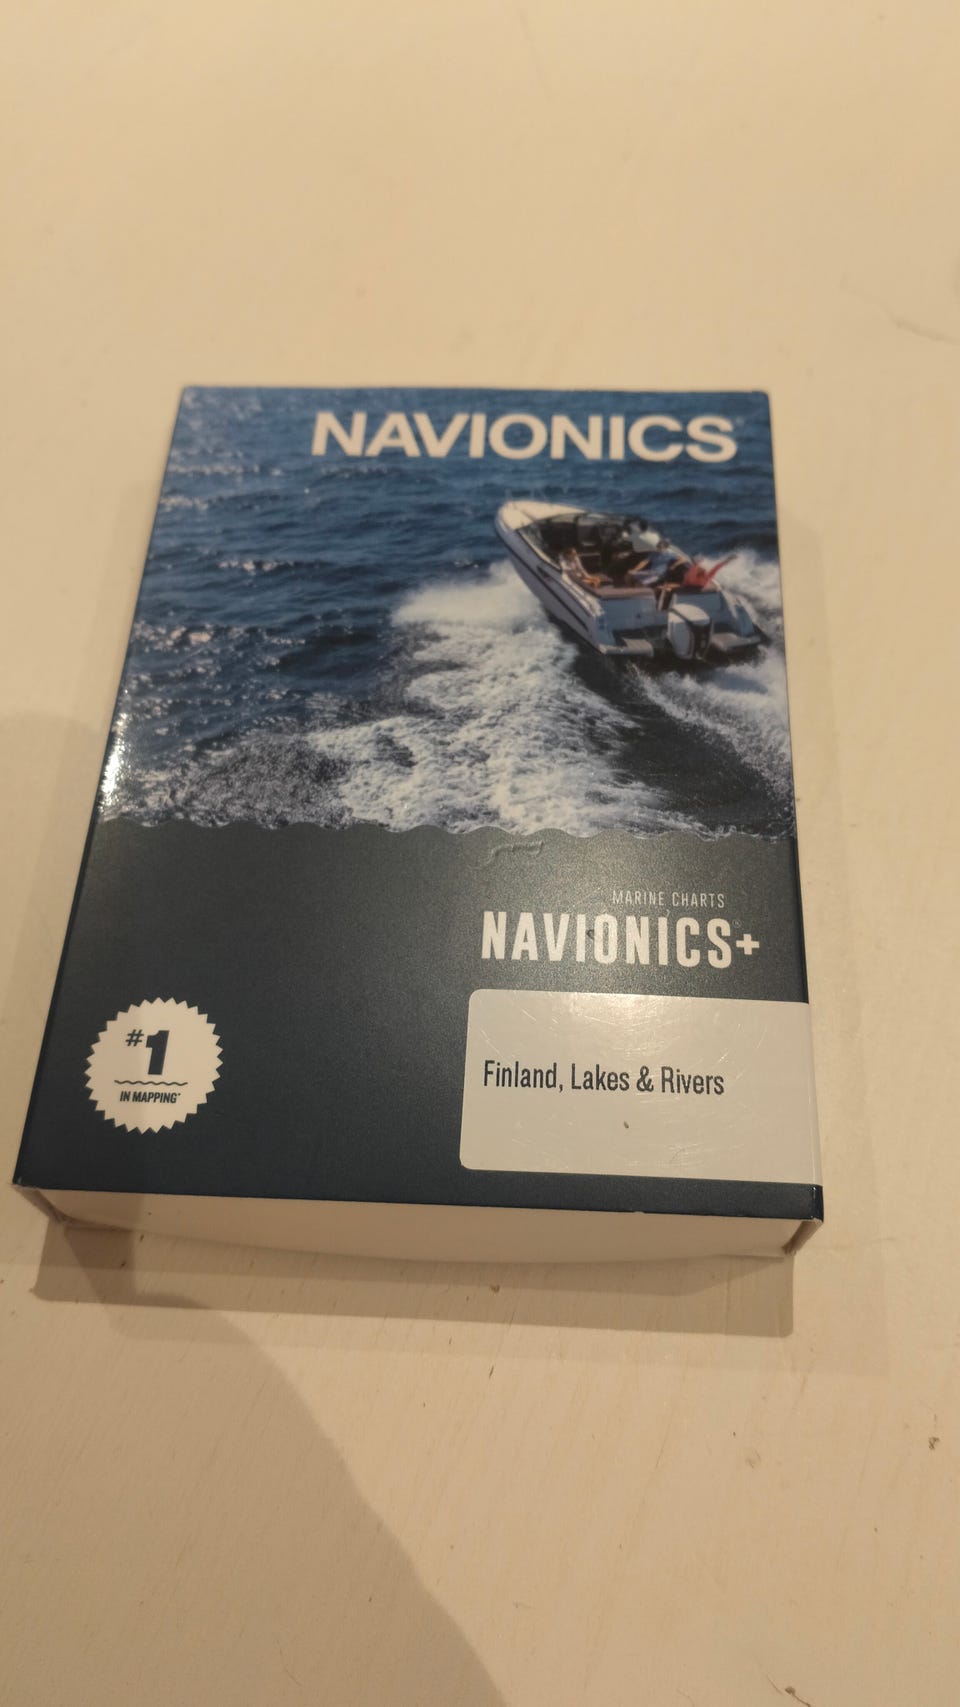 NAVIONICS
MARINE CHARTS
NAVIONICS+
Finland, Lakes & Rivers
#1
IN MAPPING*